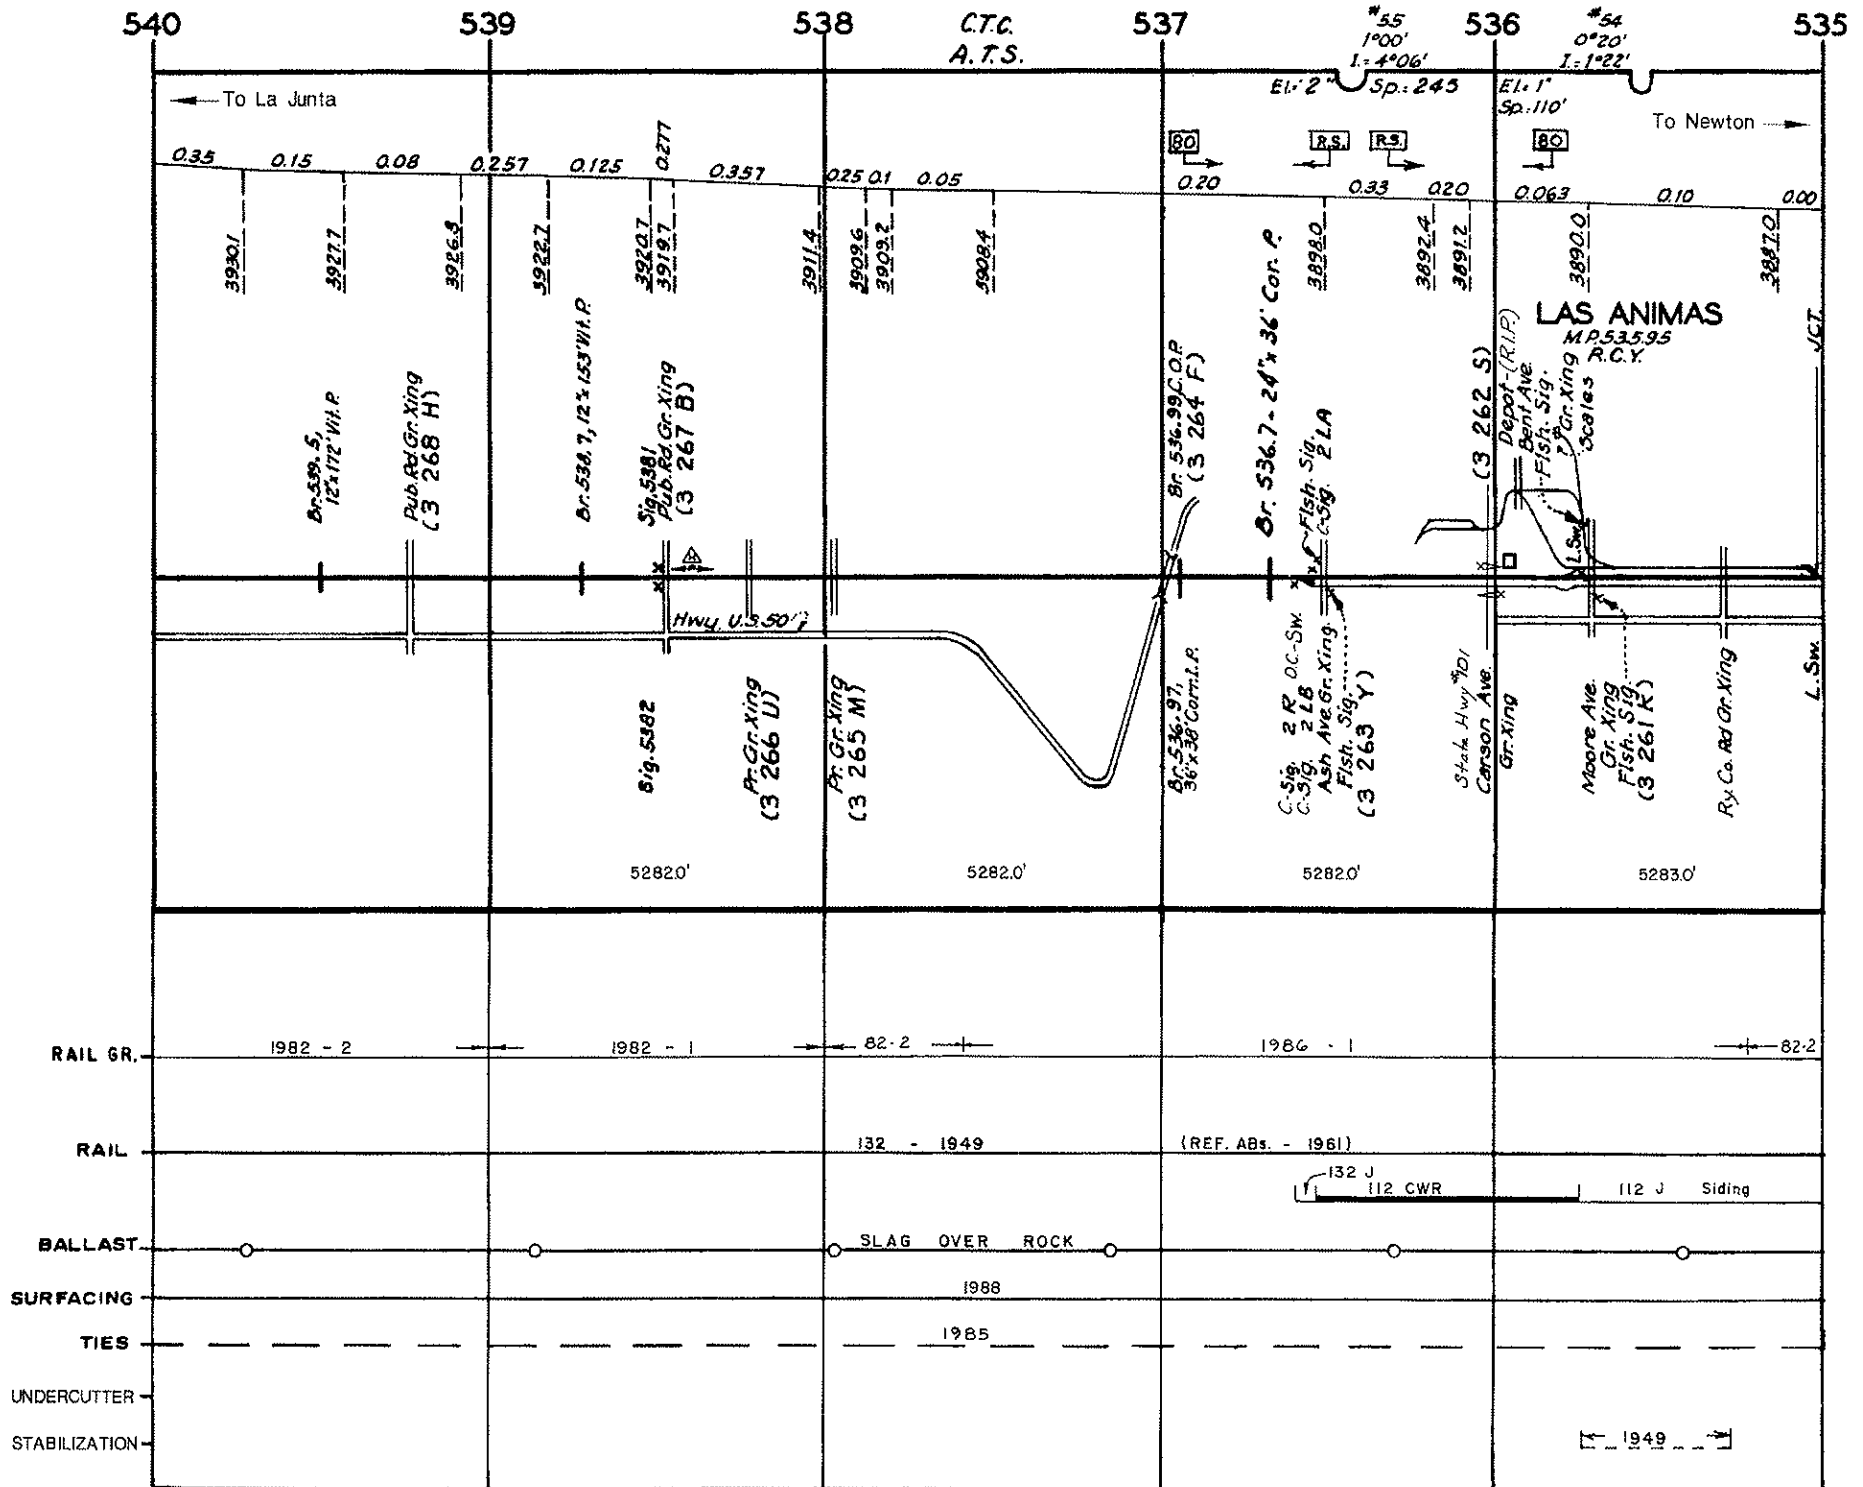 540 539 538 537 536 535
C.T.C.
A.T.S.
#55
1°00'
I.=4°06'
El.=2" Sp.=245
#54
0°20'
I.=1°22'
El.=1"
Sp.=110'
To La Junta
To Newton
80 R.S. R.S. 80
0.35 0.15 0.08 0.257 0.125 0.277 0.357 0.25 0.1 0.05 0.20 0.33 0.20 0.063 0.10 0.00
3930.1 3927.7 3926.3 3922.7 3920.7 3919.7 3911.4 3909.6 3909.2 3908.4 3898.0 3892.4 3891.2 3890.0 3887.0
LAS ANIMAS
M.P. 535.95
R.C.Y.
JCT.
Br. 539.5,
12"x172' Vit. P.
Pub. Rd. Gr. Xing
(3 268 H)
Br. 538.7, 12"x153' Vit. P.
Sig. 5381
Pub. Rd. Gr. Xing
(3 267 B)
Br. 536.99, C.O.P.
(3 264 F)
Br. 536.7 - 24"x 36' Cor. P.
Flsh. Sig.
C-Sig. 2 LA
(3 262 S)
Depot-(R.I.P.)
Bent Ave.
Flsh. Sig.
7th Gr. Xing
Scales
L. Sw.
H
Hwy. U.S. 50
Sig. 5382
Pr. Gr. Xing
(3 266 U)
Pr. Gr. Xing
(3 265 M)
Br. 536.97,
36"x38' Corr. I. P.
C-Sig. 2 R D.C.-Sw.
C-Sig. 2 LB
Ash Ave. Gr. Xing
Flsh. Sig.
(3 263 Y)
State Hwy #101
Carson Ave.
Gr. Xing
Moore Ave.
Gr. Xing
Flsh. Sig.
(3 261 R)
Ry. Co. Rd Gr. Xing
L. Sw.
5282.0' 5282.0' 5282.0' 5283.0'
RAIL GR. 1982 - 2 1982 - 1 82-2 1986 - 1 82-2
RAIL 132 - 1949 (REF. ABs. - 1961)
132 J 112 CWR 112 J Siding
BALLAST SLAG OVER ROCK
SURFACING 1988
TIES 1985
UNDERCUTTER
STABILIZATION 1949